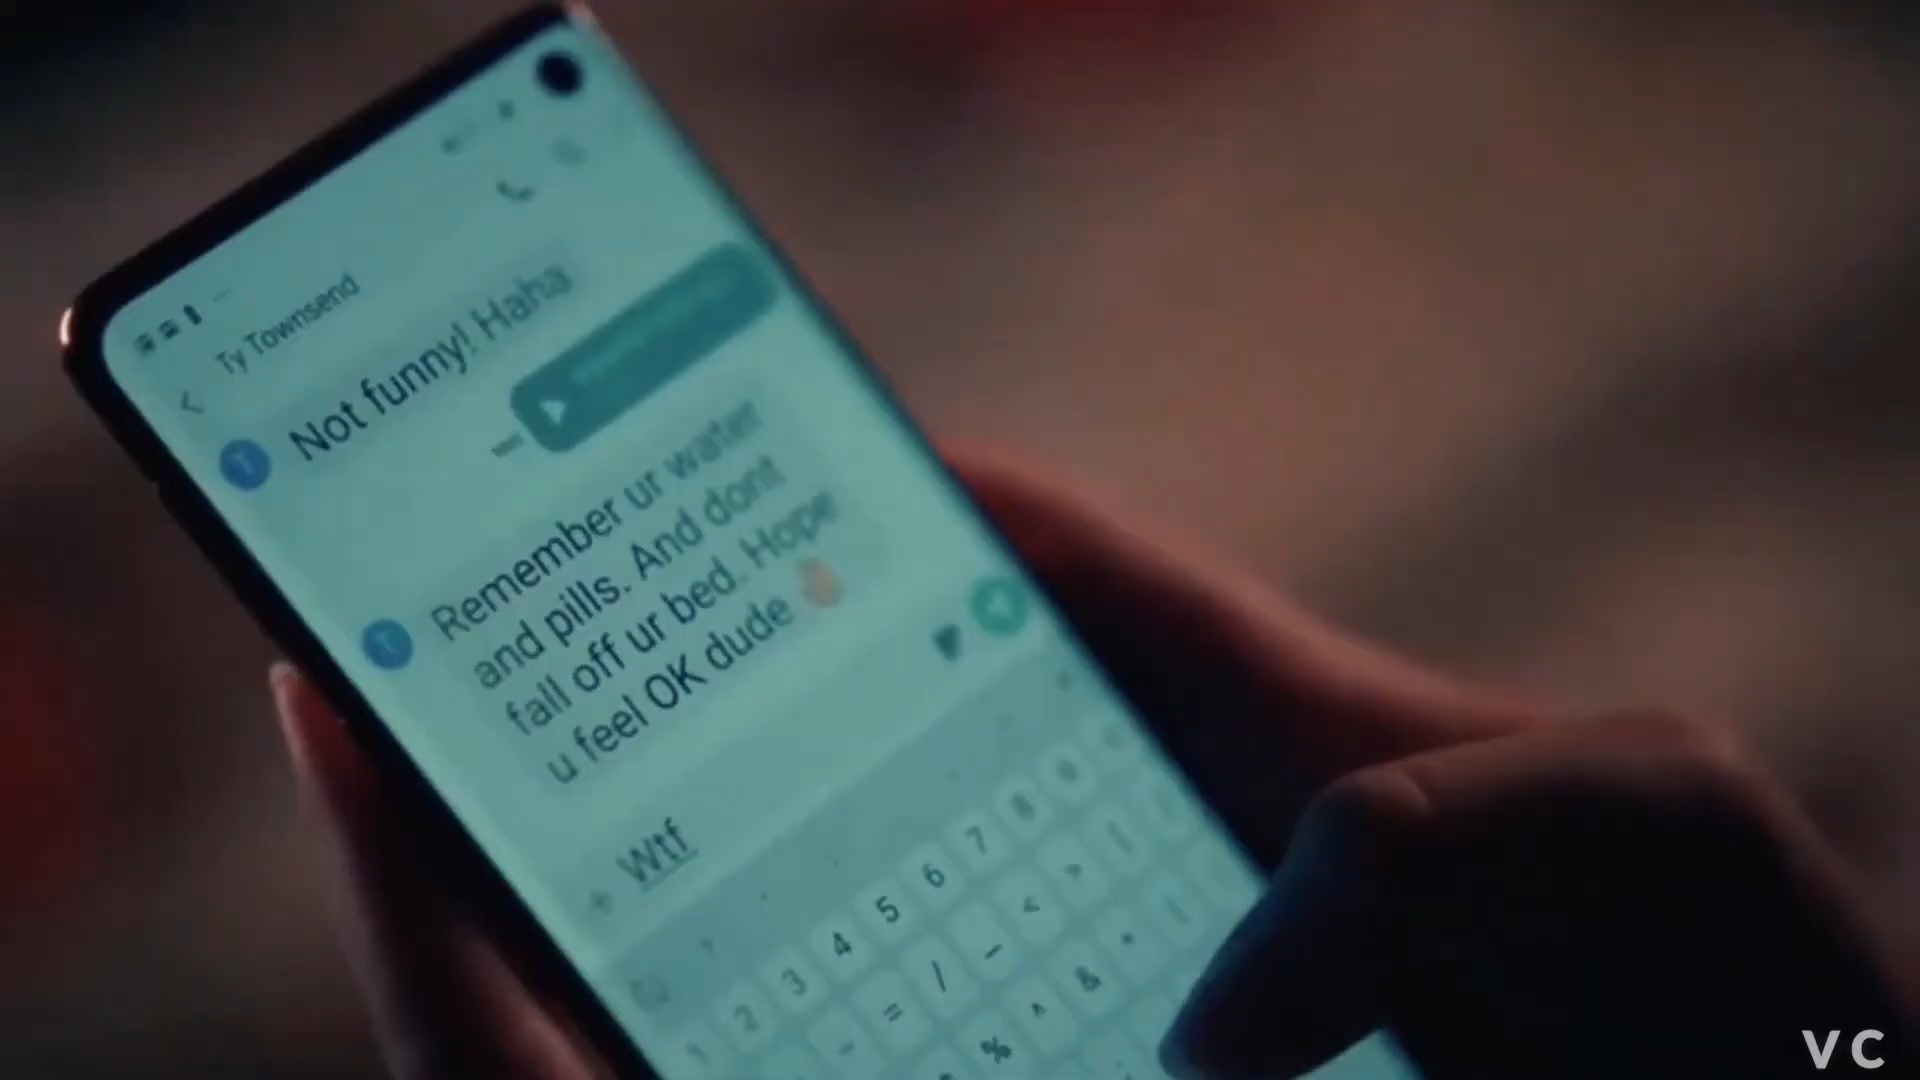 Ty Townsend
Not funny! Haha
Remember ur water
and pills. And dont
fall off ur bed. Hope
u feel OK dude
Wtf
1 2 3 4 5 6 7 8
= / _ < > [
% ^ & *
VC